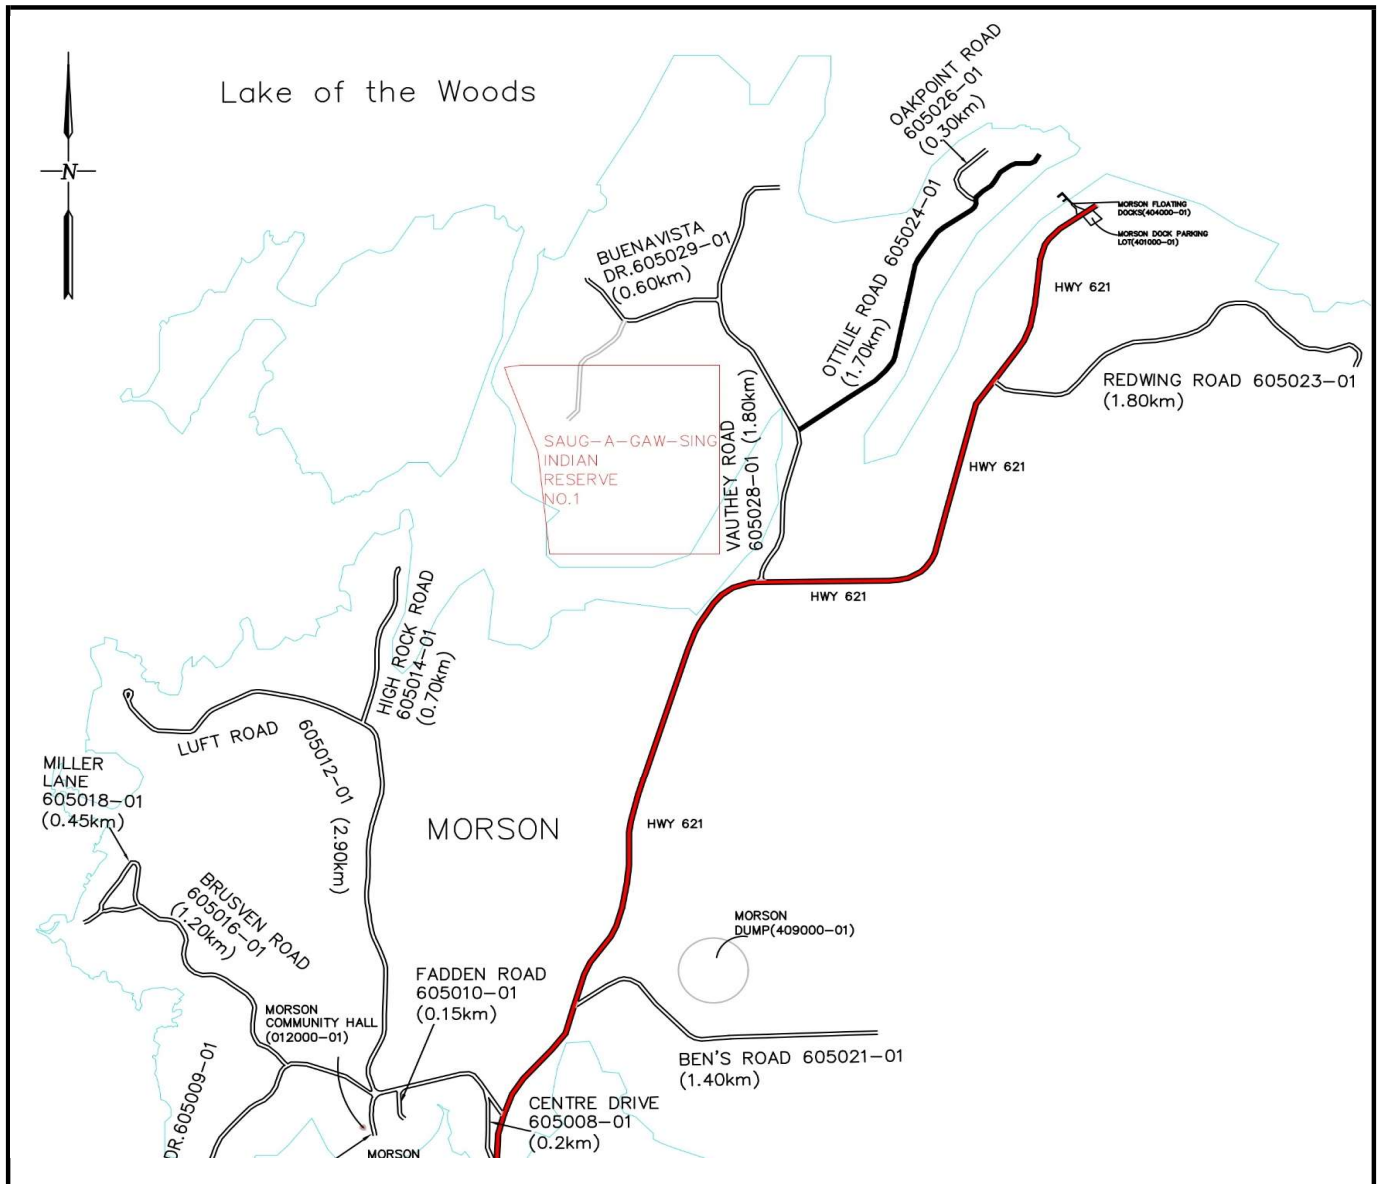 Lake of the Woods
N
OAKPOINT ROAD
605026-01
(0.30km)
MORSON FLOATING
DOCKS(404000-01)
MORSON DOCK PARKING
LOT(401000-01)
BUENAVISTA
DR.605029-01
(0.60km)
OTTILIE ROAD 605024-01
(1.70km)
HWY 621
REDWING ROAD 605023-01
(1.80km)
SAUG-A-GAW-SING
INDIAN
RESERVE
NO.1
VAUTHEY ROAD
605028-01 (1.80km)
HWY 621
HWY 621
HIGH ROCK ROAD
605014-01
(0.70km)
LUFT ROAD
605012-01 (2.90km)
MILLER
LANE
605018-01
(0.45km)
MORSON
HWY 621
BRUSVEN ROAD
605016-01
(1.20km)
MORSON
DUMP(409000-01)
FADDEN ROAD
605010-01
(0.15km)
MORSON
COMMUNITY HALL
(012000-01)
BEN'S ROAD 605021-01
(1.40km)
DR.605009-01
CENTRE DRIVE
605008-01
(0.2km)
MORSON